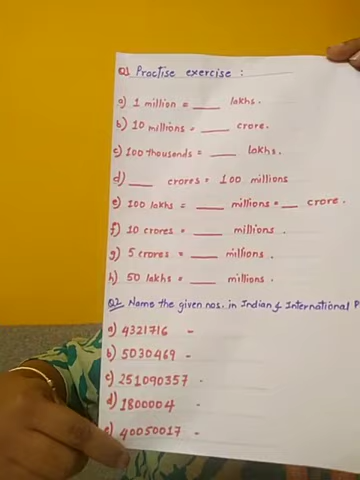 Q1 Practise exercise :
a) 1 million = ____ lakhs.
b) 10 millions = ____ crore.
c) 100 thousands = ____ lakhs.
d) ____ crores = 100 millions
e) 100 lakhs = ____ millions = __ crore.
f) 10 crores = ____ millions .
g) 5 crores = ____ millions .
h) 50 lakhs = ____ millions .
Q2. Name the given nos. in Indian & International P
a) 4321716 -
b) 5030469 -
c) 251090357 -
d) 1800004 -
e) 40050017 -